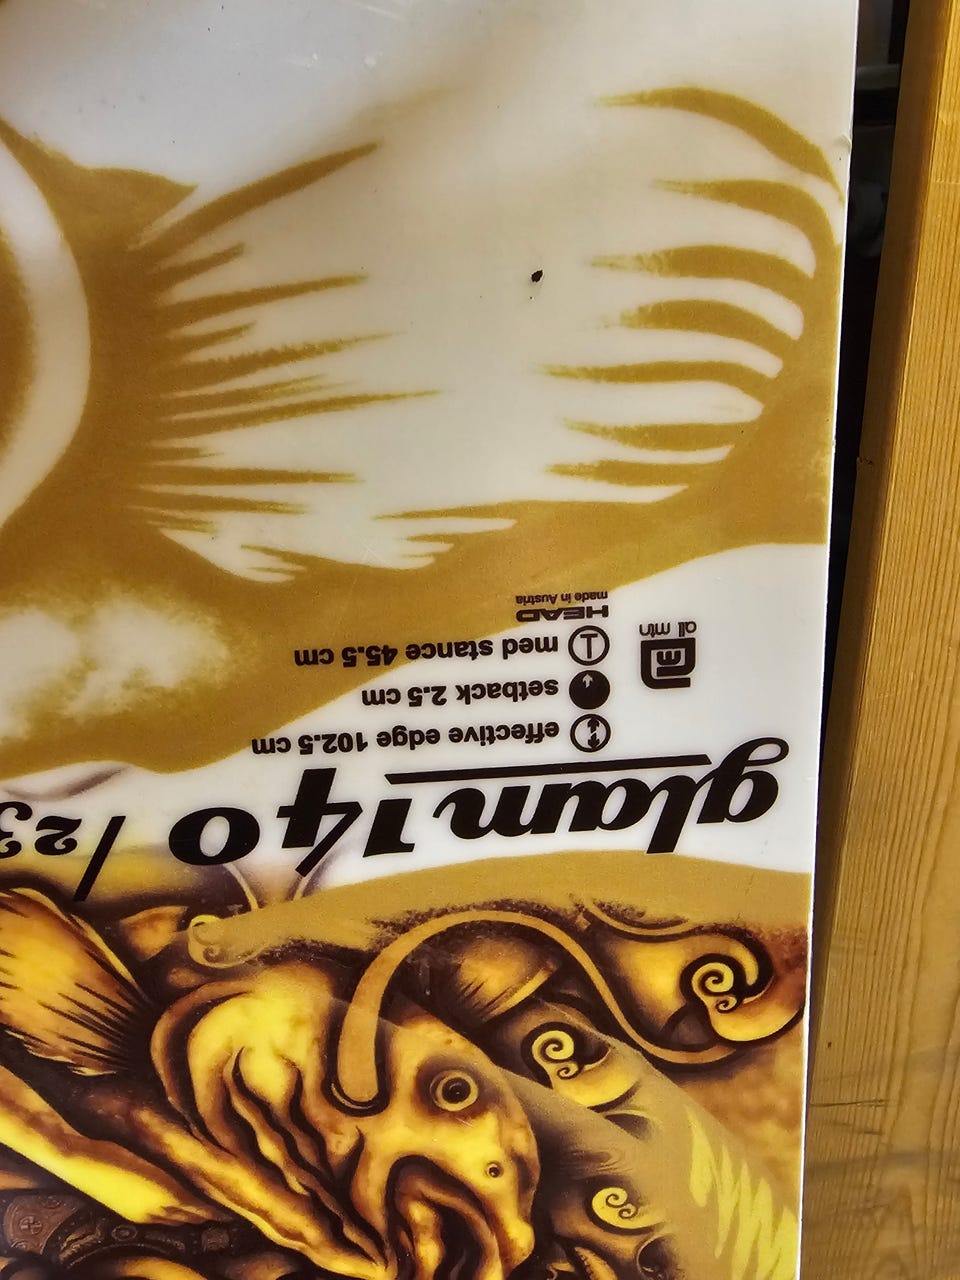 glam 140 / 23
effective edge 102.5 cm
setback 2.5 cm
med stance 45.5 cm
HEAD
made in Austria
all mtn